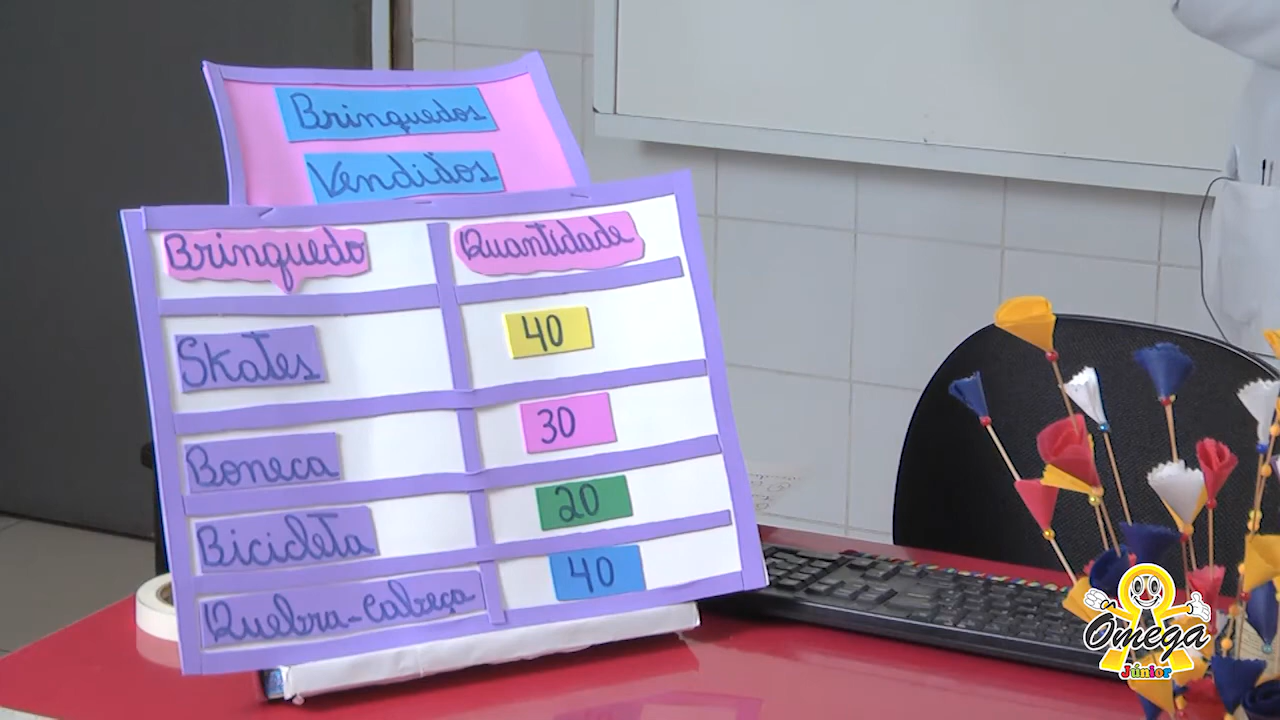 Brinquedos
Vendidos
Brinquedo Quantidade
Skates 40
Boneca 30
Bicicleta 20
Quebra-Cabeça 40
Ômega
Júnior